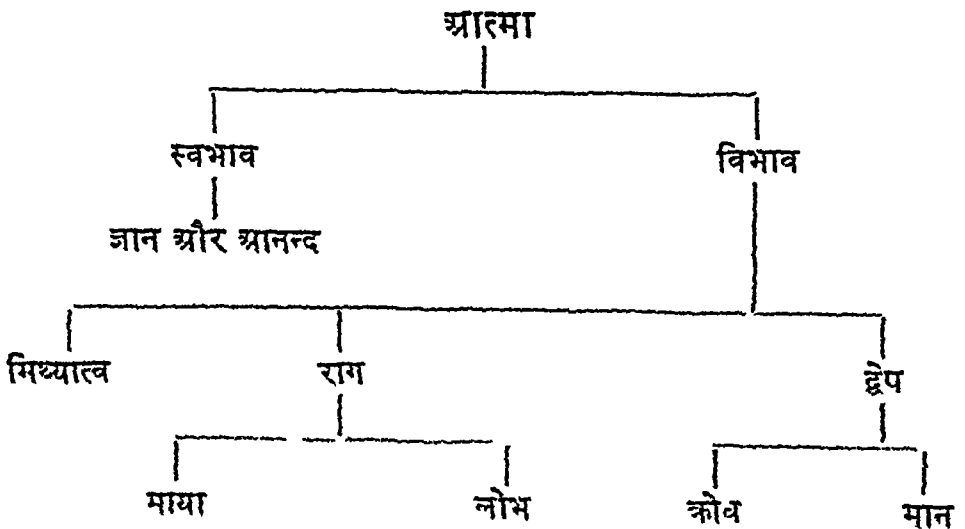 आत्मा
स्वभाव विभाव
ज्ञान और आनन्द
मिथ्यात्व राग द्वेप
माया लोभ क्रोध मान